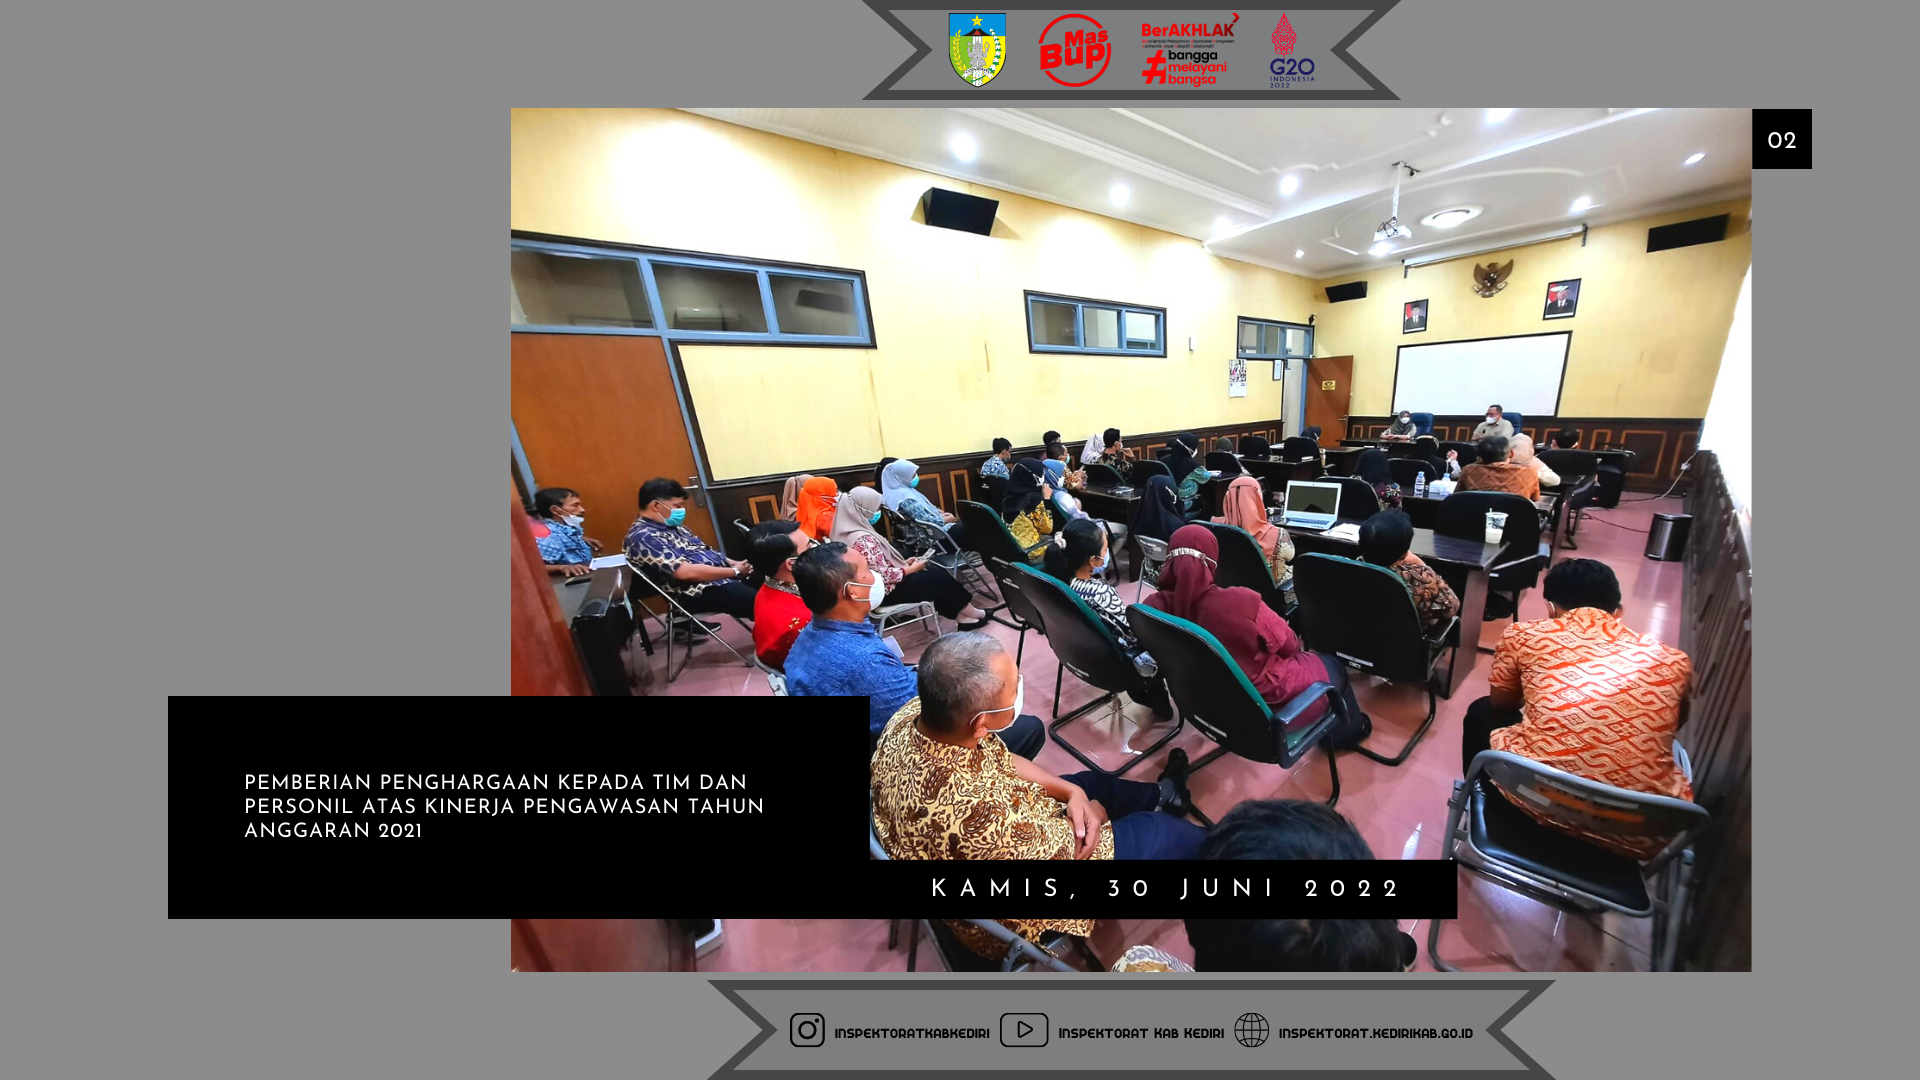 Mas
Bup
BerAKHLAK
#bangga
melayani
bangsa
G20
INDONESIA
2022
02
PEMBERIAN PENGHARGAAN KEPADA TIM DAN
PERSONIL ATAS KINERJA PENGAWASAN TAHUN
ANGGARAN 2021
KAMIS, 30 JUNI 2022
INSPEKTORATKABKEDIRI
INSPEKTORAT KAB KEDIRI
INSPEKTORAT.KEDIRIKAB.GO.ID